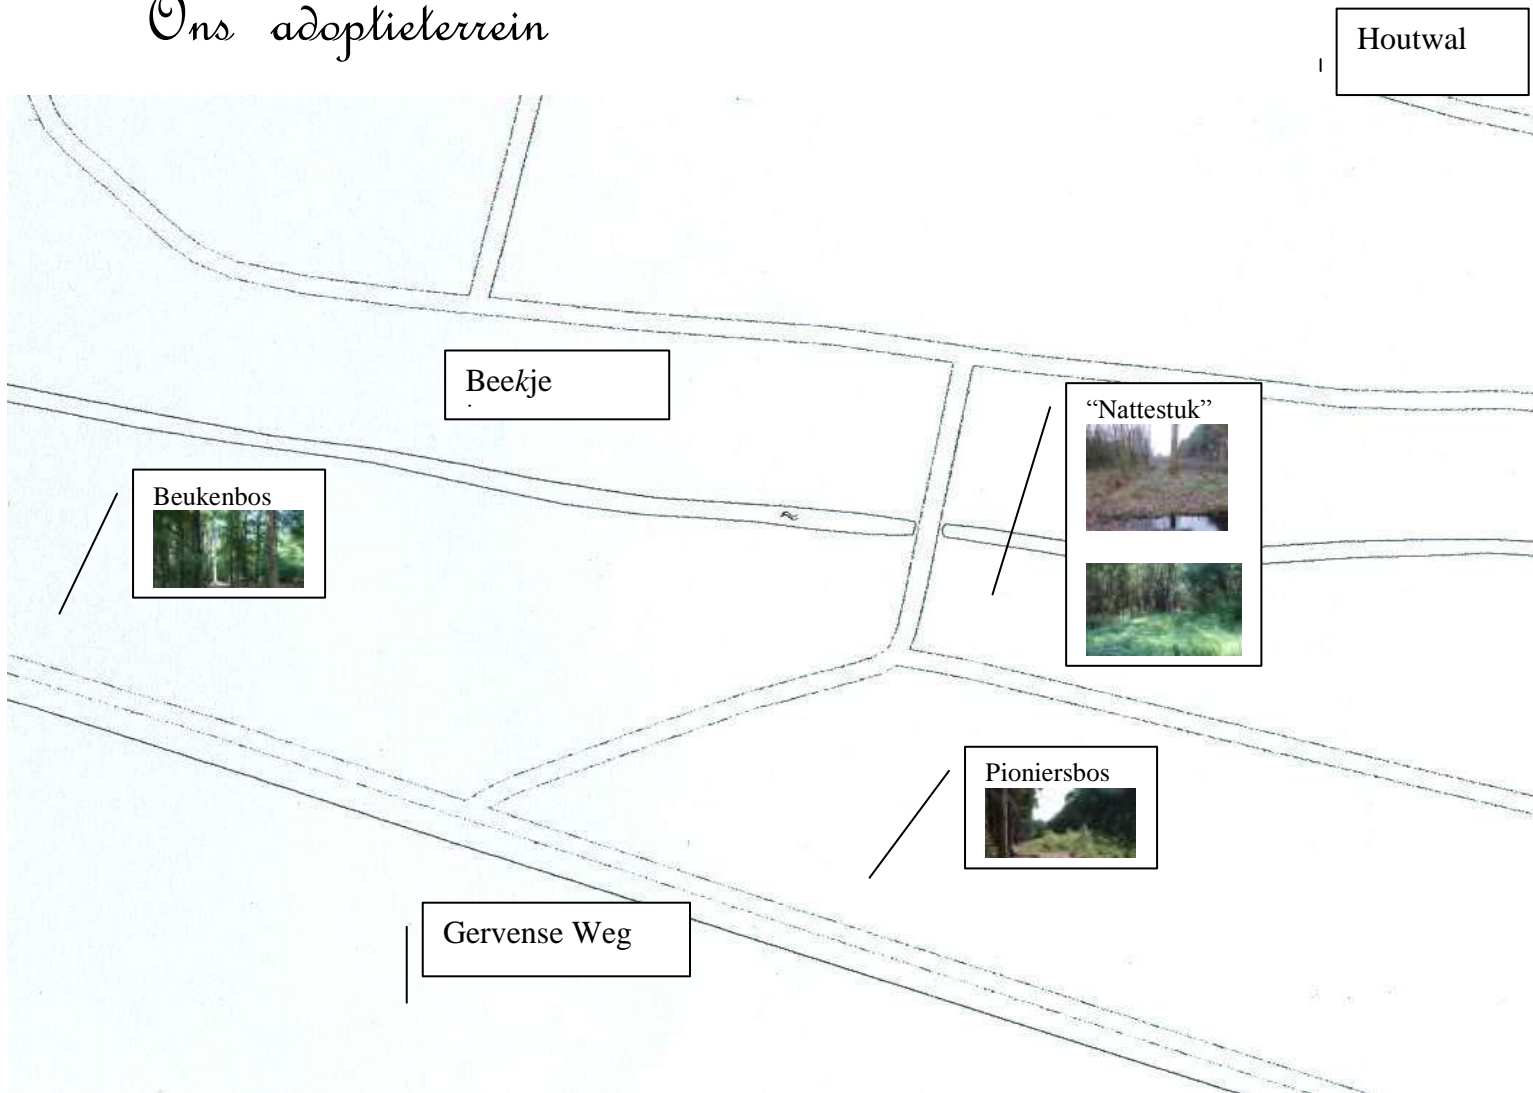 Ons adoptieterrein
Houtwal
Beekje
“Nattestuk”
Beukenbos
Pioniersbos
Gervense Weg